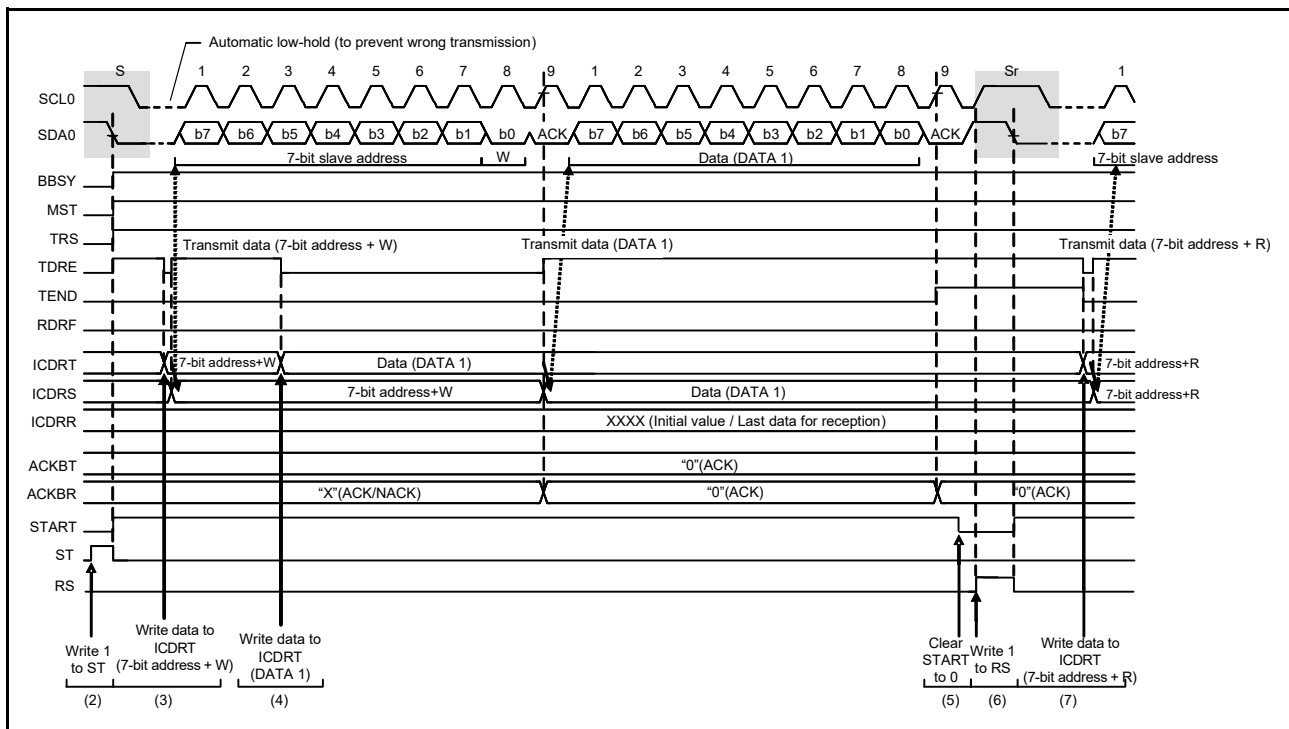 Automatic low-hold (to prevent wrong transmission)
S 1 2 3 4 5 6 7 8 9 1 2 3 4 5 6 7 8 9 Sr 1
SCL0
SDA0 b7 b6 b5 b4 b3 b2 b1 b0 ACK b7 b6 b5 b4 b3 b2 b1 b0 ACK b7
7-bit slave address W Data (DATA 1) 7-bit slave address
BBSY
MST
TRS
Transmit data (7-bit address + W) Transmit data (DATA 1) Transmit data (7-bit address + R)
TDRE
TEND
RDRF
ICDRT 7-bit address+W Data (DATA 1) 7-bit address+R
ICDRS 7-bit address+W Data (DATA 1) 7-bit address+R
ICDRR XXXX (Initial value / Last data for reception)
ACKBT “0”(ACK)
ACKBR “X”(ACK/NACK) “0”(ACK) “0”(ACK)
START
ST
RS
Write 1
to ST
Write data to
ICDRT
(7-bit address + W)
Write data to
ICDRT
(DATA 1)
Clear
START
to 0
Write 1
to RS
Write data to
ICDRT
(7-bit address + R)
(2) (3) (4) (5) (6) (7)